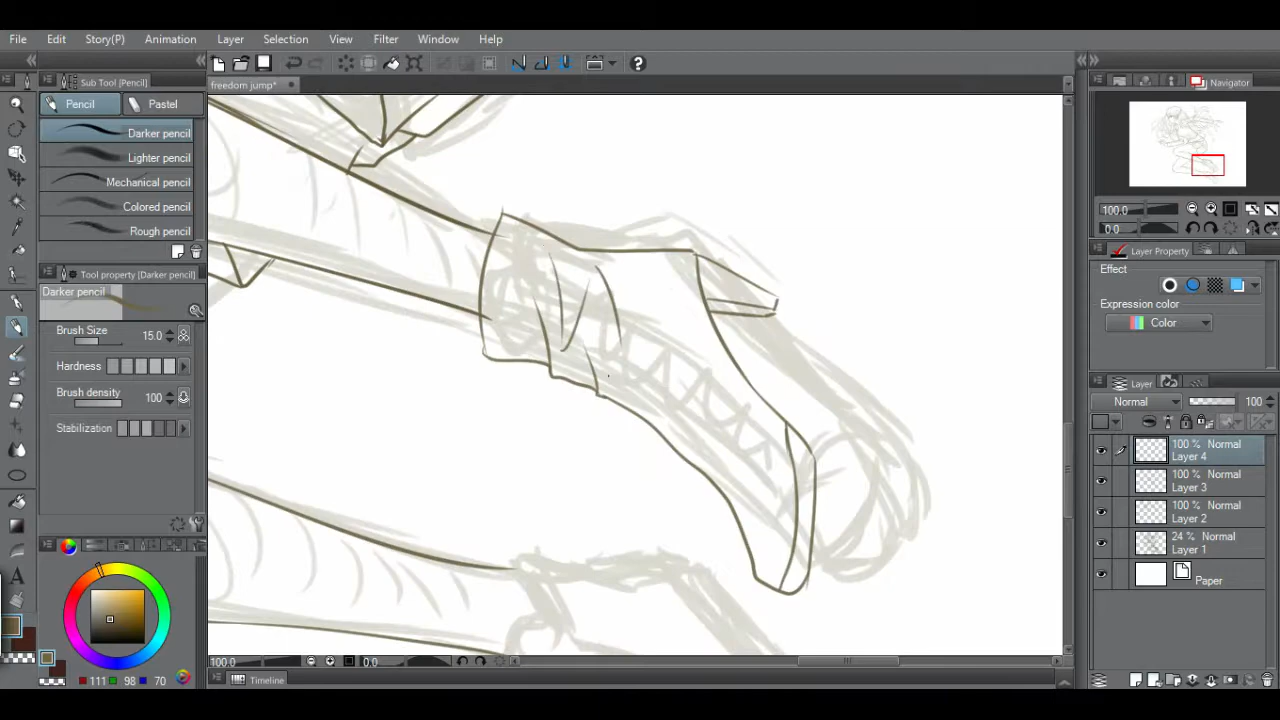 File Edit Story(P) Animation Layer Selection View Filter Window Help
Sub Tool [Pencil]
freedom jump*
Navigator
Pencil Pastel
Darker pencil
Lighter pencil
Mechanical pencil
Colored pencil
Rough pencil
Tool property [Darker pencil]
Darker pencil
Brush Size 15.0
Hardness
Brush density 100
Stabilization
111 98 70
100.0 0.0
Timeline
100.0
0.0
Layer Property
Effect
Expression color
Color
Layer
Normal 100
100 % Normal
Layer 4
100 % Normal
Layer 3
100 % Normal
Layer 2
24 % Normal
Layer 1
Paper